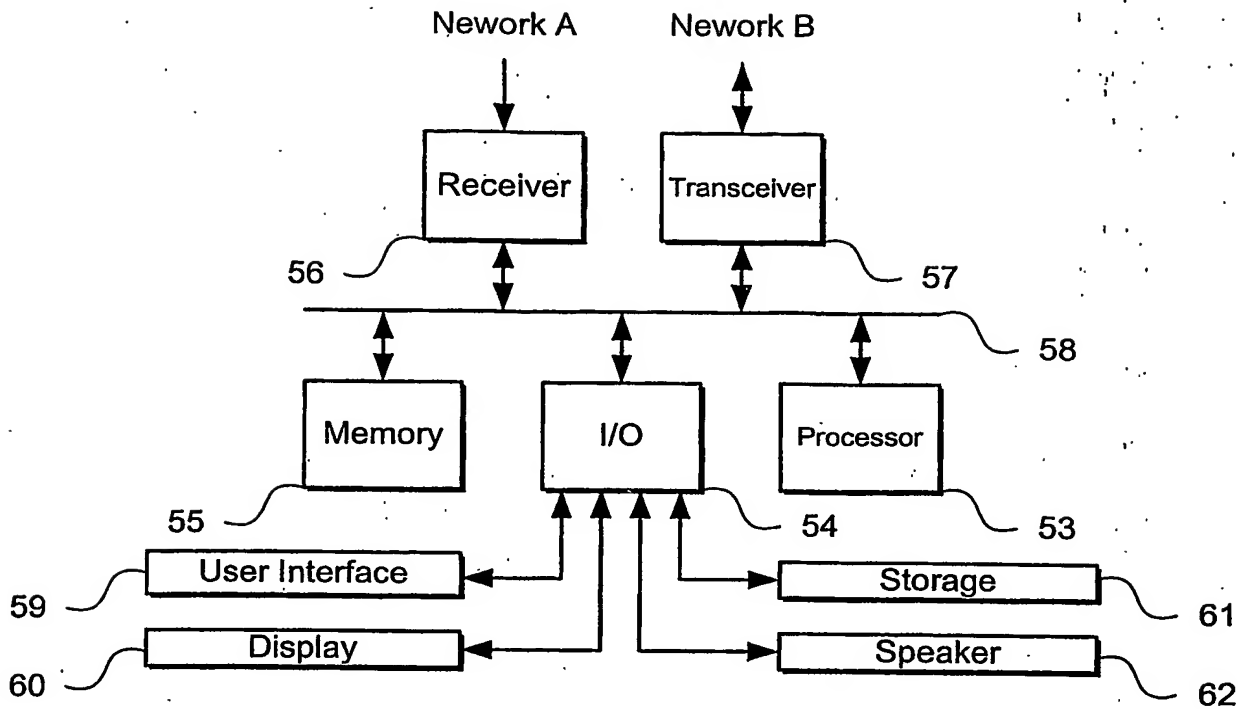 Nework A
Nework B
Receiver
Transceiver
56
57
58
Memory
I/O
Processor
55
54
53
User Interface
Storage
59
61
Display
Speaker
60
62